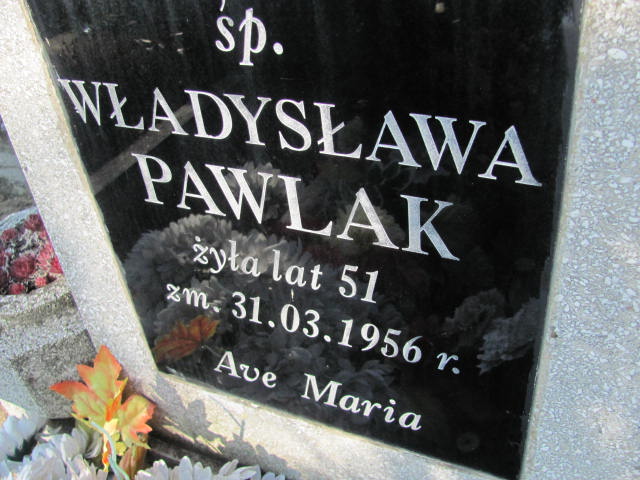 śp.
WŁADYSŁAWA
PAWLAK
żyła lat 51
zm. 31.03.1956 r.
Ave Maria